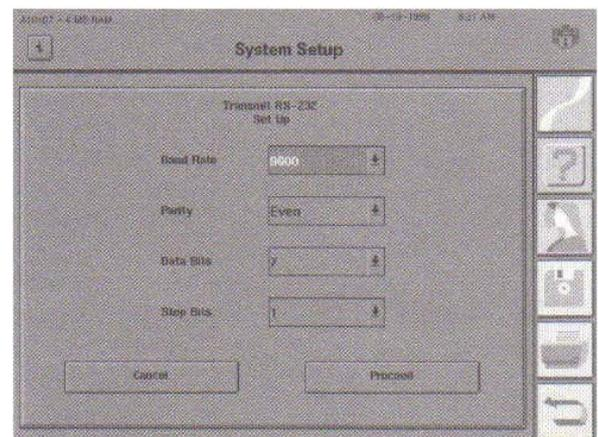 System Setup
Transmit RS-232
Set Up
Baud Rate
9600
Parity
Even
Data Bits
7
Stop Bits
1
Cancel
Proceed